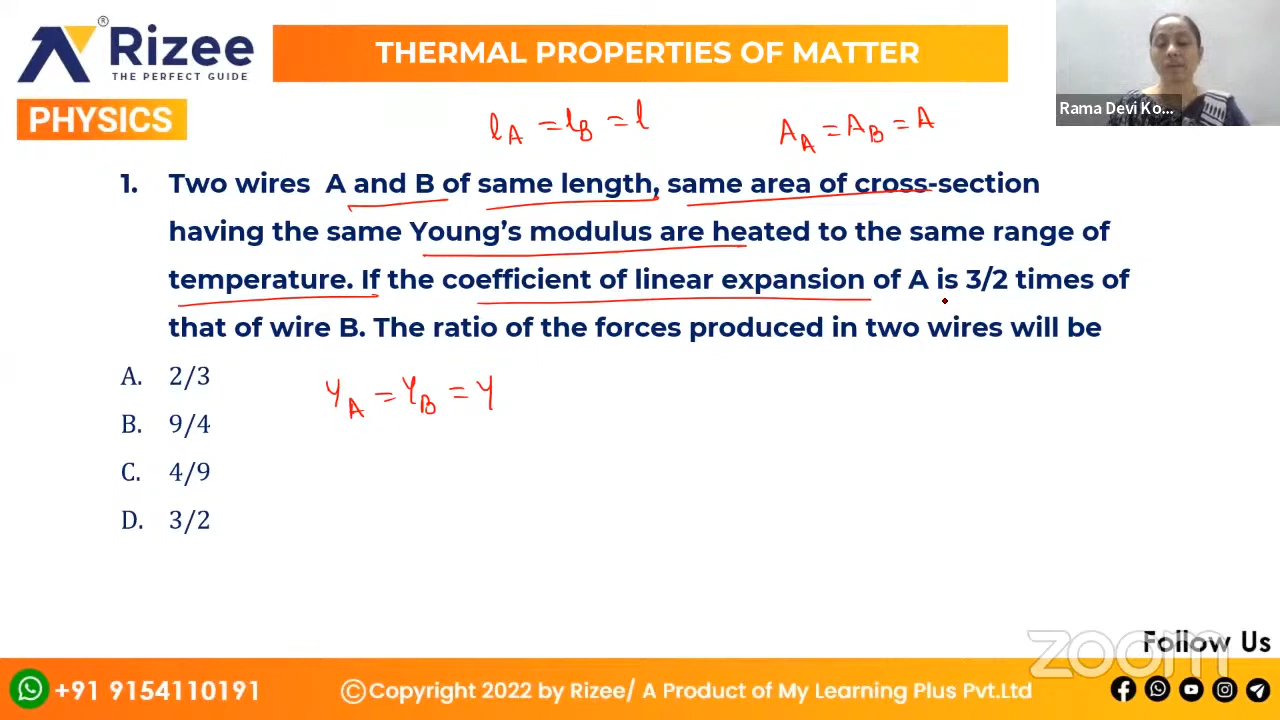 Rizee®
THE PERFECT GUIDE
THERMAL PROPERTIES OF MATTER
Rama Devi Ko...
PHYSICS
l_A = l_B = l
A_A = A_B = A
1. Two wires A and B of same length, same area of cross-section
having the same Young's modulus are heated to the same range of
temperature. If the coefficient of linear expansion of A is 3/2 times of
that of wire B. The ratio of the forces produced in two wires will be
A. 2/3
Y_A = Y_B = Y
B. 9/4
C. 4/9
D. 3/2
Follow Us
zoom
+91 9154110191
©Copyright 2022 by Rizee/ A Product of My Learning Plus Pvt.Ltd